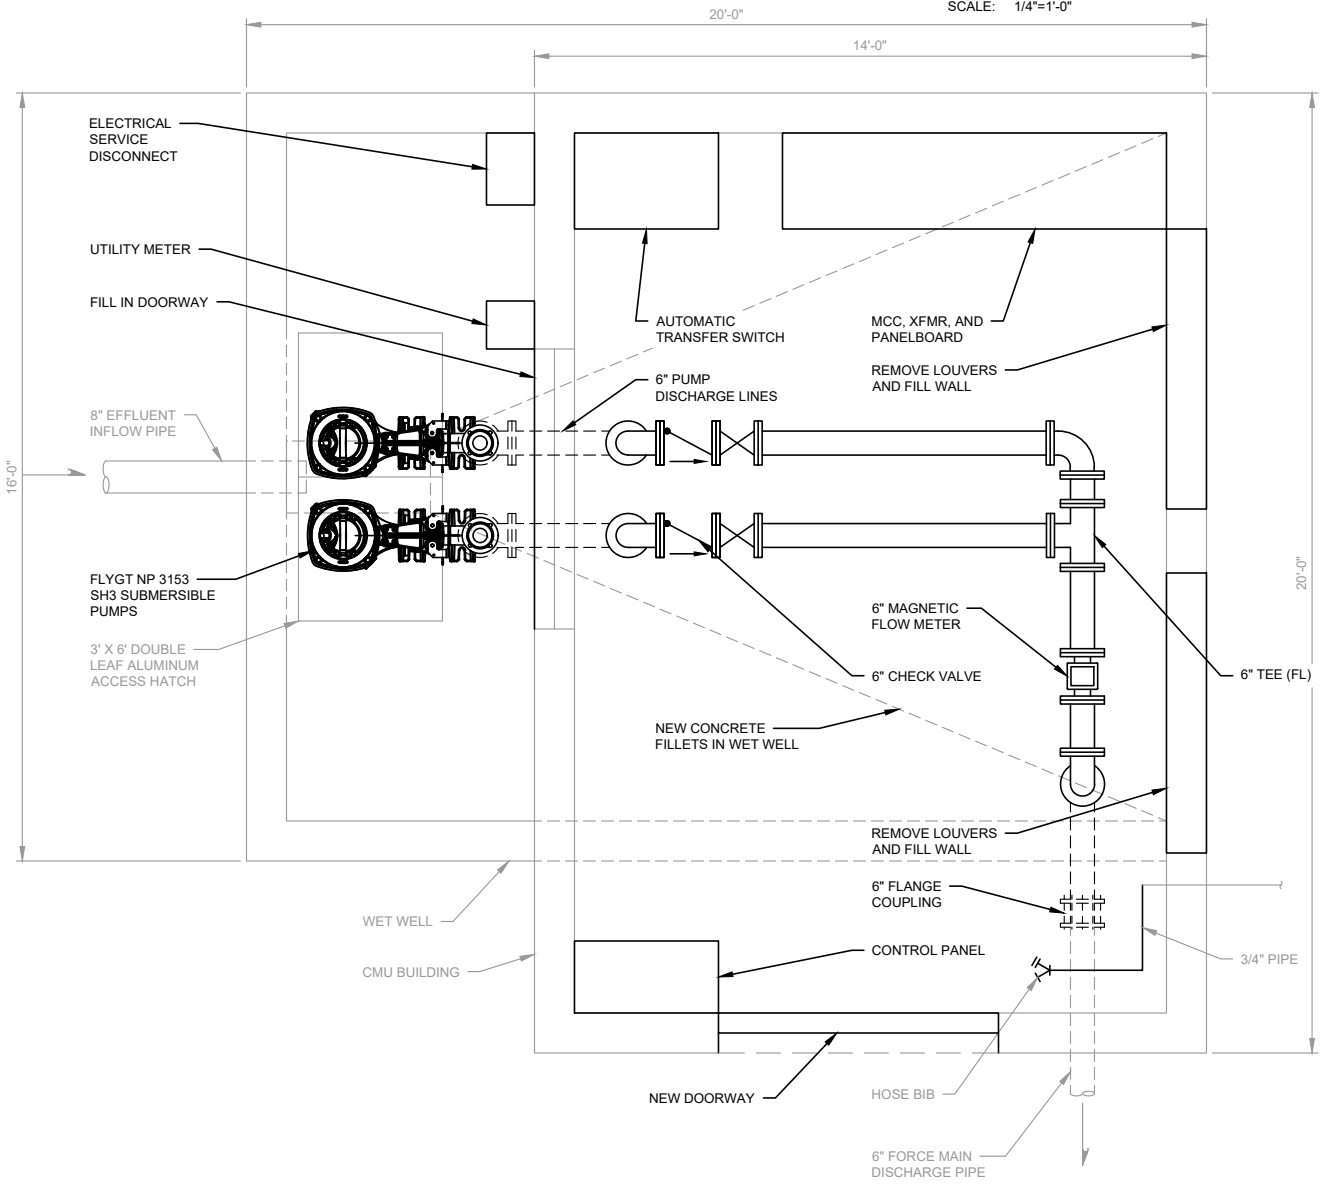 SCALE: 1/4"=1'-0"
20'-0"
14'-0"
ELECTRICAL
SERVICE
DISCONNECT
UTILITY METER
FILL IN DOORWAY
AUTOMATIC
TRANSFER SWITCH
MCC, XFMR, AND
PANELBOARD
REMOVE LOUVERS
AND FILL WALL
6" PUMP
DISCHARGE LINES
8" EFFLUENT
INFLOW PIPE
16'-0"
20'-0"
FLYGT NP 3153
SH3 SUBMERSIBLE
PUMPS
6" MAGNETIC
FLOW METER
3' X 6' DOUBLE
LEAF ALUMINUM
ACCESS HATCH
6" CHECK VALVE
6" TEE (FL)
NEW CONCRETE
FILLETS IN WET WELL
REMOVE LOUVERS
AND FILL WALL
6" FLANGE
COUPLING
WET WELL
CONTROL PANEL
3/4" PIPE
CMU BUILDING
NEW DOORWAY
HOSE BIB
6" FORCE MAIN
DISCHARGE PIPE